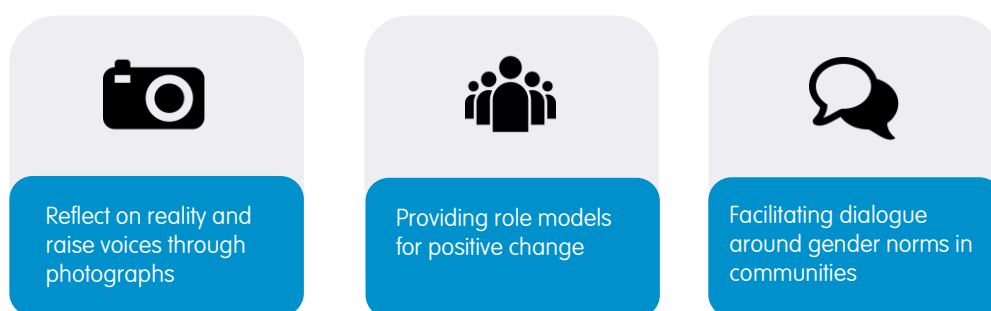 Reflect on reality and
raise voices through
photographs
Providing role models
for positive change
Facilitating dialogue
around gender norms in
communities